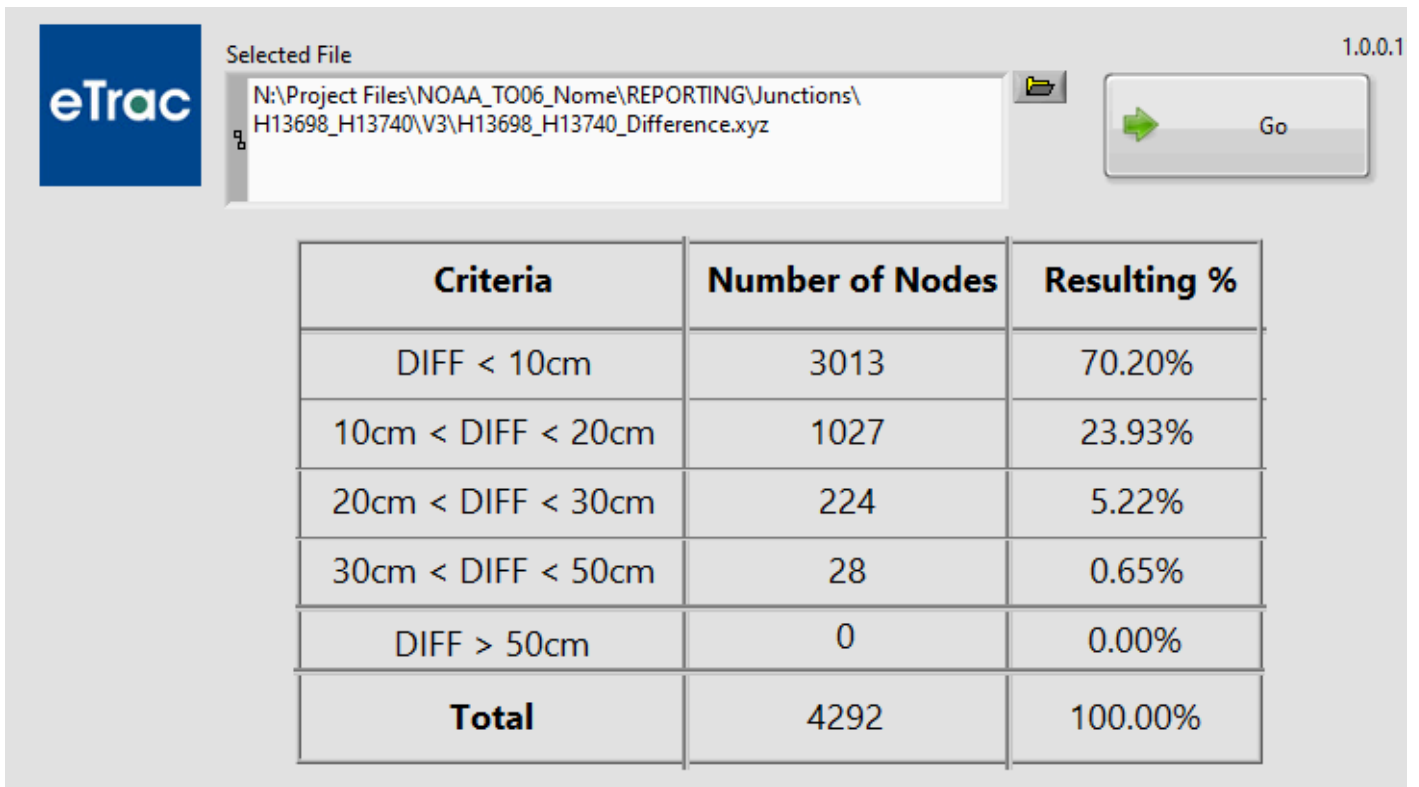 eTrac
Selected File
1.0.0.1
N:\Project Files\NOAA_TO06_Nome\REPORTING\Junctions\
H13698_H13740\V3\H13698_H13740_Difference.xyz
Go
Criteria Number of Nodes Resulting %
DIFF < 10cm 3013 70.20%
10cm < DIFF < 20cm 1027 23.93%
20cm < DIFF < 30cm 224 5.22%
30cm < DIFF < 50cm 28 0.65%
DIFF > 50cm 0 0.00%
Total 4292 100.00%